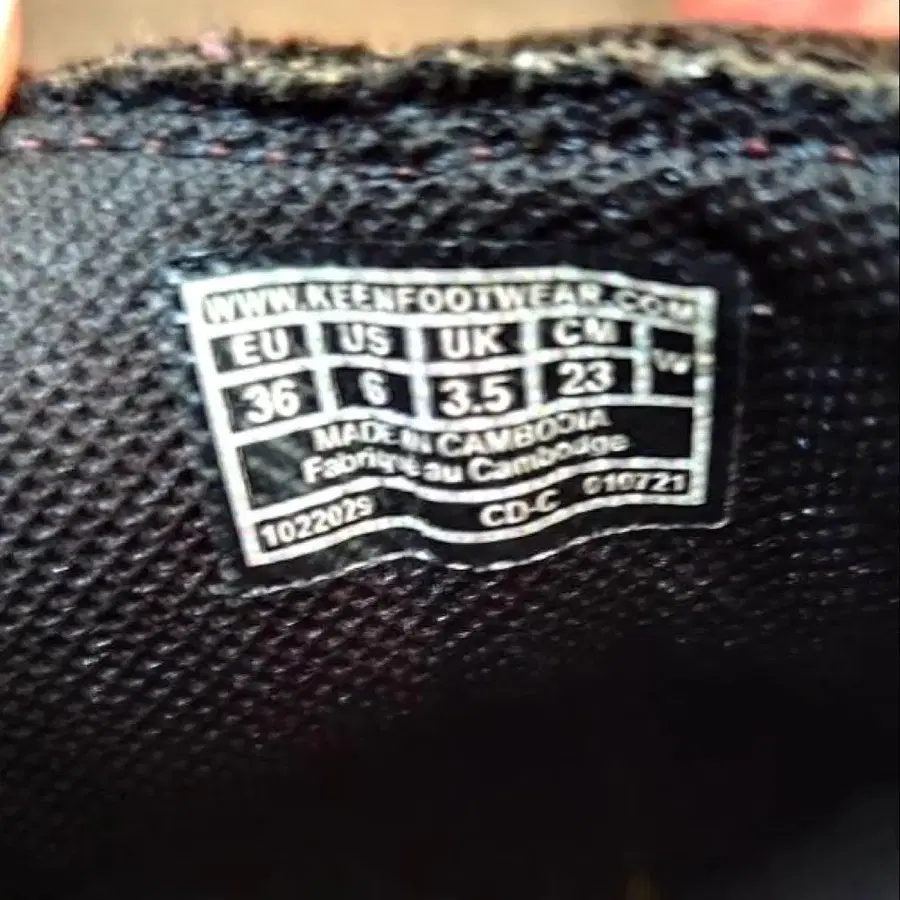 WWW.KEENFOOTWEAR.COM
EU US UK CM W
36 6 3.5 23
MADE IN CAMBODIA
Fabriqué au Cambodge
1022029 CD-C 010721